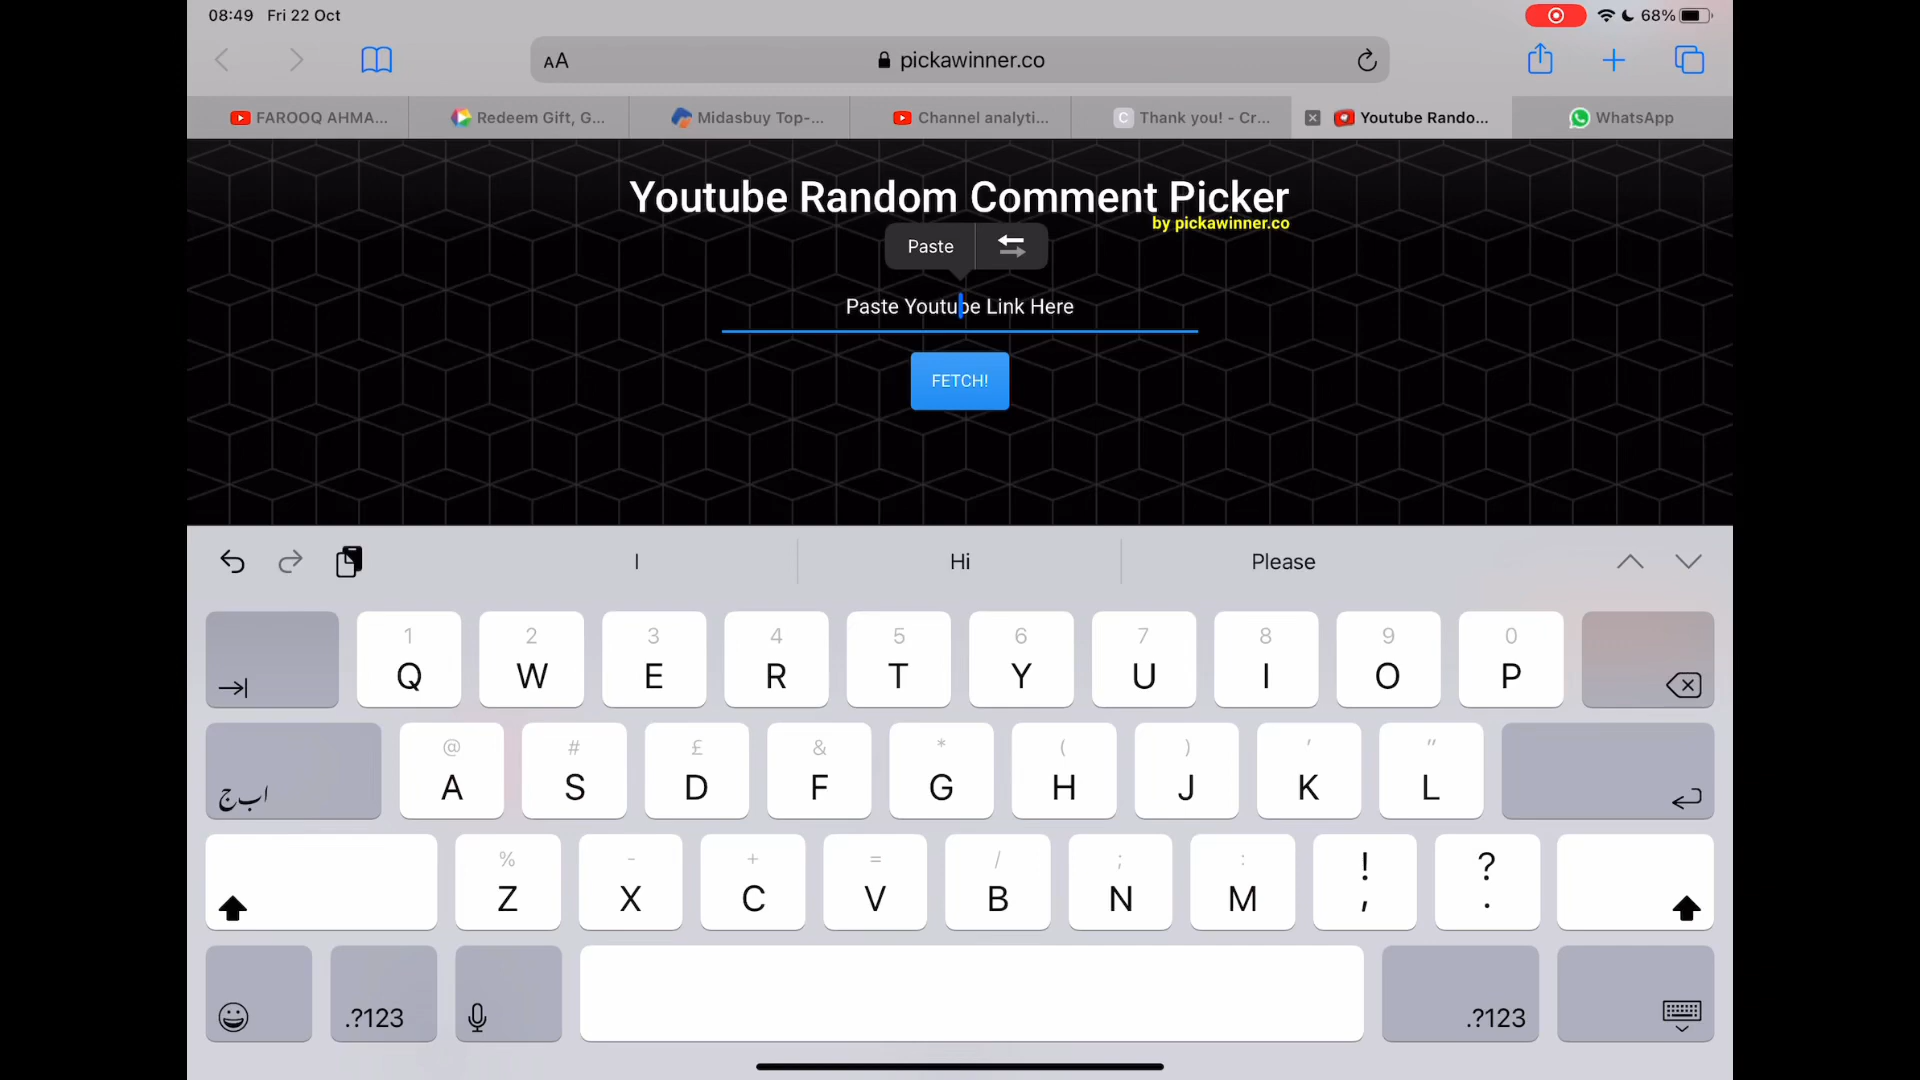 08:49 Fri 22 Oct
68%
AA
pickawinner.co
FAROOQ AHMA...
Redeem Gift, G...
Midasbuy Top-...
Channel analyti...
C Thank you! - Cr...
Youtube Rando...
WhatsApp
Youtube Random Comment Picker
by pickawinner.co
Paste
Paste Youtube Link Here
FETCH!
I
Hi
Please
1 2 3 4 5 6 7 8 9 0
Q W E R T Y U I O P
@ # £ & * ( ) ' "
ا ب ج A S D F G H J K L
% - + = / ; : ! ?
Z X C V B N M , .
.?123
.?123